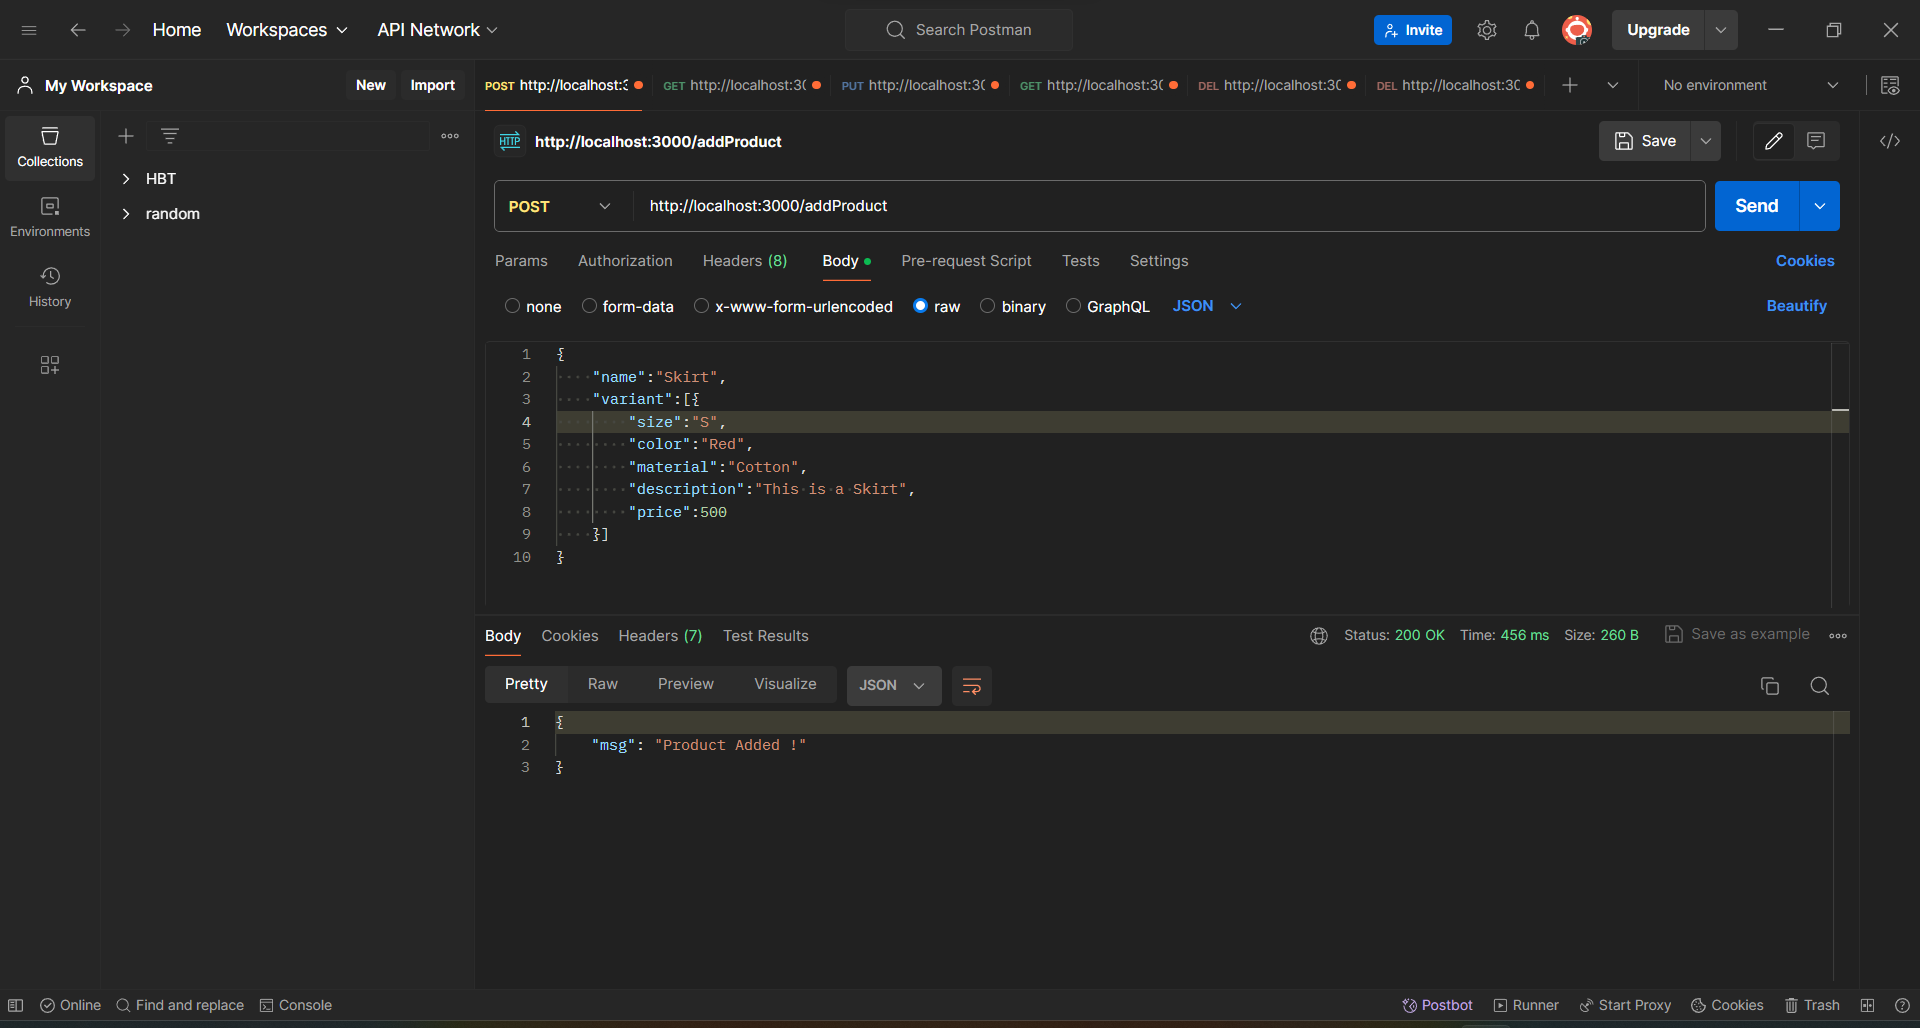 Home Workspaces API Network Search Postman Invite Upgrade
My Workspace New Import POST http://localhost:3 GET http://localhost:30 PUT http://localhost:30 GET http://localhost:30 DEL http://localhost:30 DEL http://localhost:30 No environment
Collections
Environments
History
HBT
random
HTTP http://localhost:3000/addProduct Save
POST http://localhost:3000/addProduct Send
Params Authorization Headers (8) Body Pre-request Script Tests Settings Cookies
none form-data x-www-form-urlencoded raw binary GraphQL JSON Beautify
1 {
2 "name":"Skirt",
3 "variant":[{
4 "size":"S",
5 "color":"Red",
6 "material":"Cotton",
7 "description":"This is a Skirt",
8 "price":500
9 }]
10 }
Body Cookies Headers (7) Test Results Status: 200 OK Time: 456 ms Size: 260 B Save as example
Pretty Raw Preview Visualize JSON
1 {
2 "msg": "Product Added !"
3 }
Online Find and replace Console Postbot Runner Start Proxy Cookies Trash